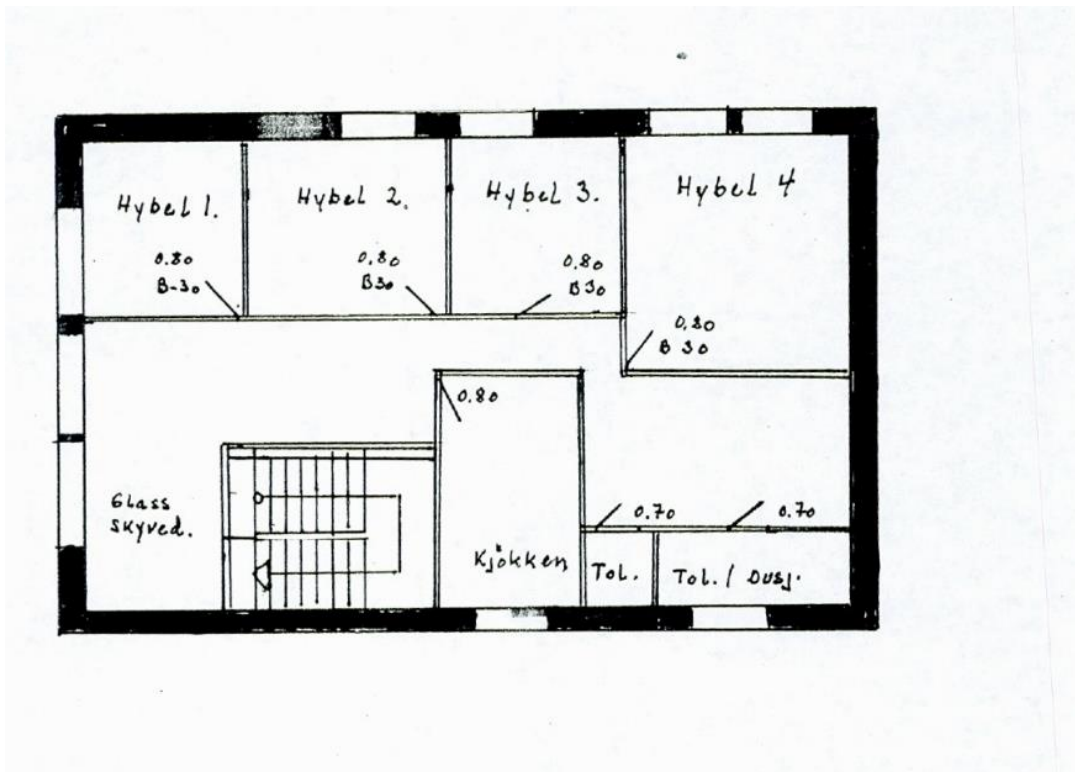 Hybel 1.
Hybel 2.
Hybel 3.
Hybel 4
0.80
B-30
0.80
B30
0.80
B30
0.80
B 30
0.80
Glass
skyved.
Kjøkken
0.70
0.70
Tol.
Tol. / Dusj.